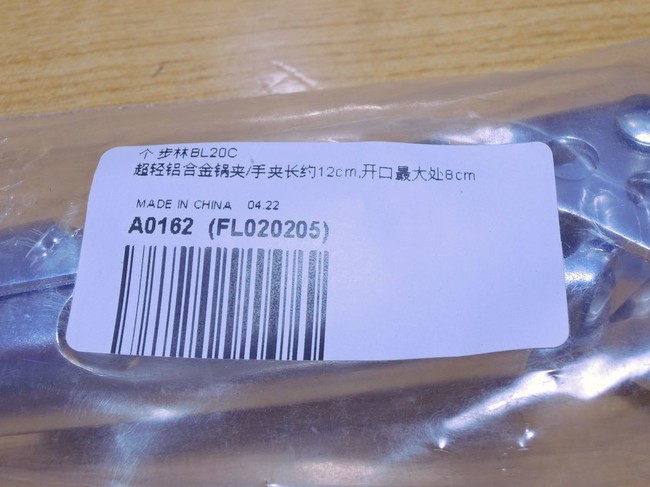 个 步林BL20C
超轻铝合金锅夹/手夹长约12cm,开口最大处8cm
MADE IN CHINA 04.22
A0162 (FL020205)